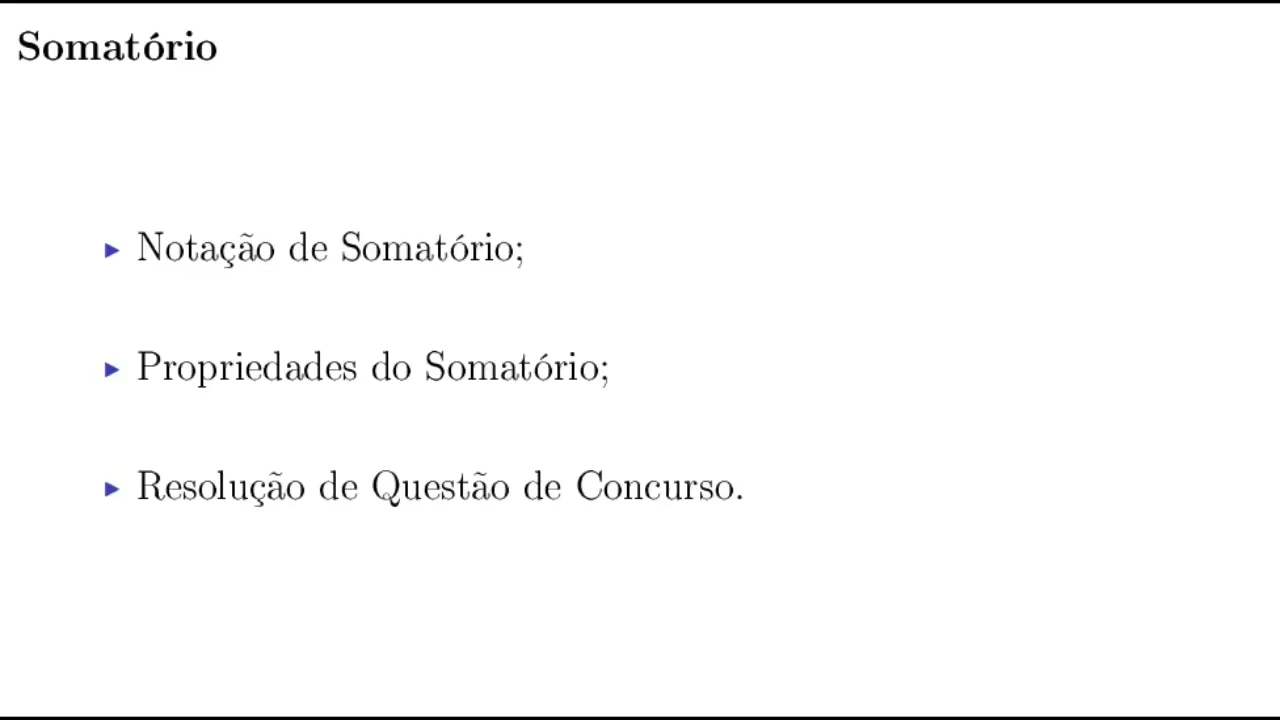 Somatório
Notação de Somatório;
Propriedades do Somatório;
Resolução de Questão de Concurso.